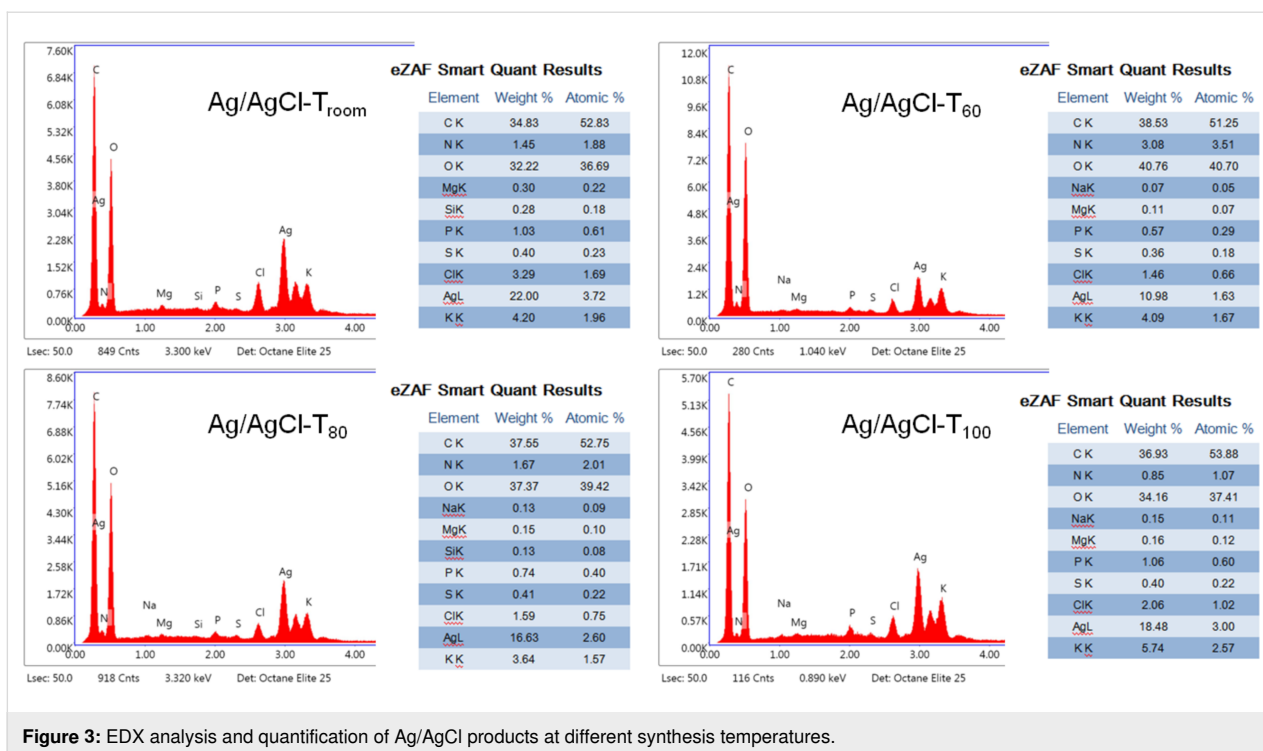 7.60K
6.84K
6.08K
5.32K
4.56K
3.80K
3.04K
2.28K
1.52K
0.76K
0.00K
C
O
Ag
N
Mg
Si
P
S
Cl
Ag
K
0.00 1.00 2.00 3.00 4.00
Ag/AgCl-Troom
Lsec: 50.0 849 Cnts 3.300 keV Det: Octane Elite 25
eZAF Smart Quant Results
Element Weight % Atomic %
C K 34.83 52.83
N K 1.45 1.88
O K 32.22 36.69
MgK 0.30 0.22
SiK 0.28 0.18
P K 1.03 0.61
S K 0.40 0.23
ClK 3.29 1.69
AgL 22.00 3.72
K K 4.20 1.96
12.0K
10.8K
9.6K
8.4K
7.2K
6.0K
4.8K
3.6K
2.4K
1.2K
0.00K
C
O
Ag
N
Na
Mg
P
S
Cl
Ag
K
0.00 1.00 2.00 3.00 4.00
Ag/AgCl-T60
Lsec: 50.0 280 Cnts 1.040 keV Det: Octane Elite 25
eZAF Smart Quant Results
Element Weight % Atomic %
C K 38.53 51.25
N K 3.08 3.51
O K 40.76 40.70
NaK 0.07 0.05
MgK 0.11 0.07
P K 0.57 0.29
S K 0.36 0.18
ClK 1.46 0.66
AgL 10.98 1.63
K K 4.09 1.67
8.60K
7.74K
6.88K
6.02K
5.16K
4.30K
3.44K
2.58K
1.72K
0.86K
0.00K
C
O
Ag
N
Na
Mg
Si
P
S
Cl
Ag
K
0.00 1.00 2.00 3.00 4.00
Ag/AgCl-T80
Lsec: 50.0 918 Cnts 3.320 keV Det: Octane Elite 25
eZAF Smart Quant Results
Element Weight % Atomic %
C K 37.55 52.75
N K 1.67 2.01
O K 37.37 39.42
NaK 0.13 0.09
MgK 0.15 0.10
SiK 0.13 0.08
P K 0.74 0.40
S K 0.41 0.22
ClK 1.59 0.75
AgL 16.63 2.60
K K 3.64 1.57
5.70K
5.13K
4.56K
3.99K
3.42K
2.85K
2.28K
1.71K
1.14K
0.57K
0.00K
C
O
Ag
N
Na
Mg
P
S
Cl
Ag
K
0.00 1.00 2.00 3.00 4.00
Ag/AgCl-T100
Lsec: 50.0 116 Cnts 0.890 keV Det: Octane Elite 25
eZAF Smart Quant Results
Element Weight % Atomic %
C K 36.93 53.88
N K 0.85 1.07
O K 34.16 37.41
NaK 0.15 0.11
MgK 0.16 0.12
P K 1.06 0.60
S K 0.40 0.22
ClK 2.06 1.02
AgL 18.48 3.00
K K 5.74 2.57
Figure 3: EDX analysis and quantification of Ag/AgCl products at different synthesis temperatures.